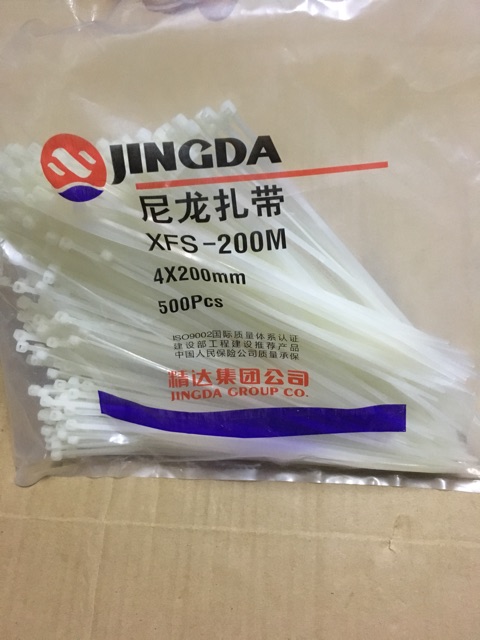 JINGDA
尼龙扎带
XFS-200M
4X200mm
500Pcs
ISO9002国际质量体系认证
建设部工程建设推荐产品
中国人民保险公司质量承保
精达集团公司
JINGDA GROUP CO.